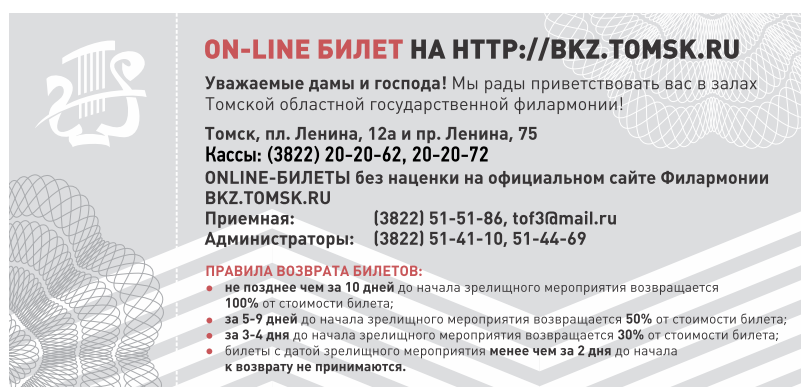 ON-LINE БИЛЕТ НА HTTP://BKZ.TOMSK.RU
Уважаемые дамы и господа! Мы рады приветствовать вас в залах
Томской областной государственной филармонии!
Томск, пл. Ленина, 12а и пр. Ленина, 75
Кассы: (3822) 20-20-62, 20-20-72
ONLINE-БИЛЕТЫ без наценки на официальном сайте Филармонии
BKZ.TOMSK.RU
Приемная: (3822) 51-51-86, tof3@mail.ru
Администраторы: (3822) 51-41-10, 51-44-69
ПРАВИЛА ВОЗВРАТА БИЛЕТОВ:
• не позднее чем за 10 дней до начала зрелищного мероприятия возвращается
100% от стоимости билета;
• за 5-9 дней до начала зрелищного мероприятия возвращается 50% от стоимости билета;
• за 3-4 дня до начала зрелищного мероприятия возвращается 30% от стоимости билета;
• билеты с датой зрелищного мероприятия менее чем за 2 дня до начала
к возврату не принимаются.